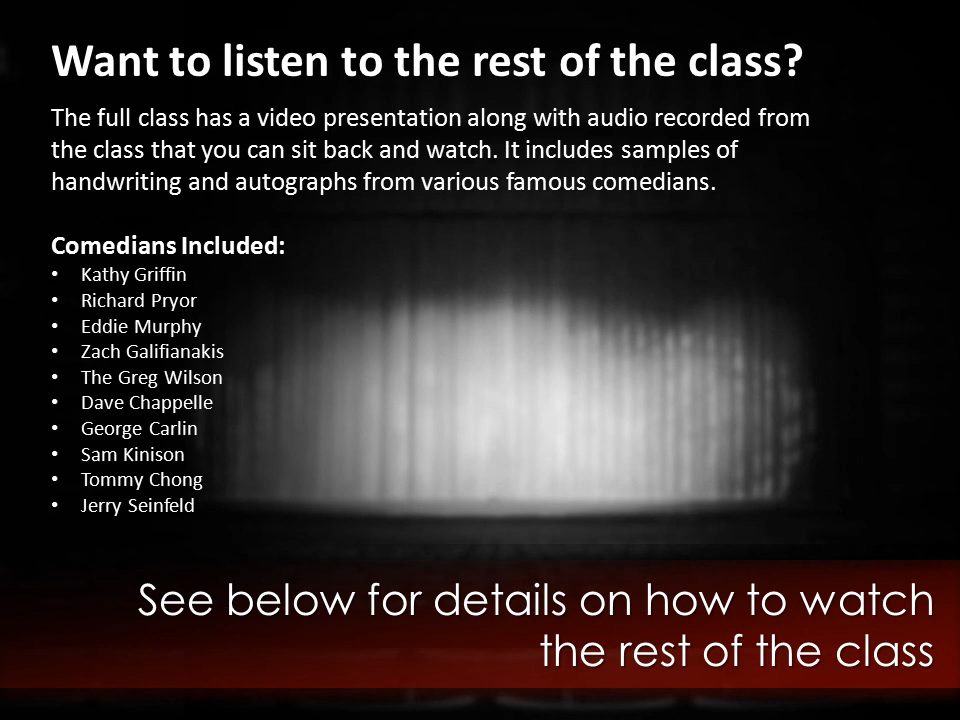 Want to listen to the rest of the class?
The full class has a video presentation along with audio recorded from
the class that you can sit back and watch. It includes samples of
handwriting and autographs from various famous comedians.
Comedians Included:
• Kathy Griffin
• Richard Pryor
• Eddie Murphy
• Zach Galifianakis
• The Greg Wilson
• Dave Chappelle
• George Carlin
• Sam Kinison
• Tommy Chong
• Jerry Seinfeld
See below for details on how to watch
the rest of the class